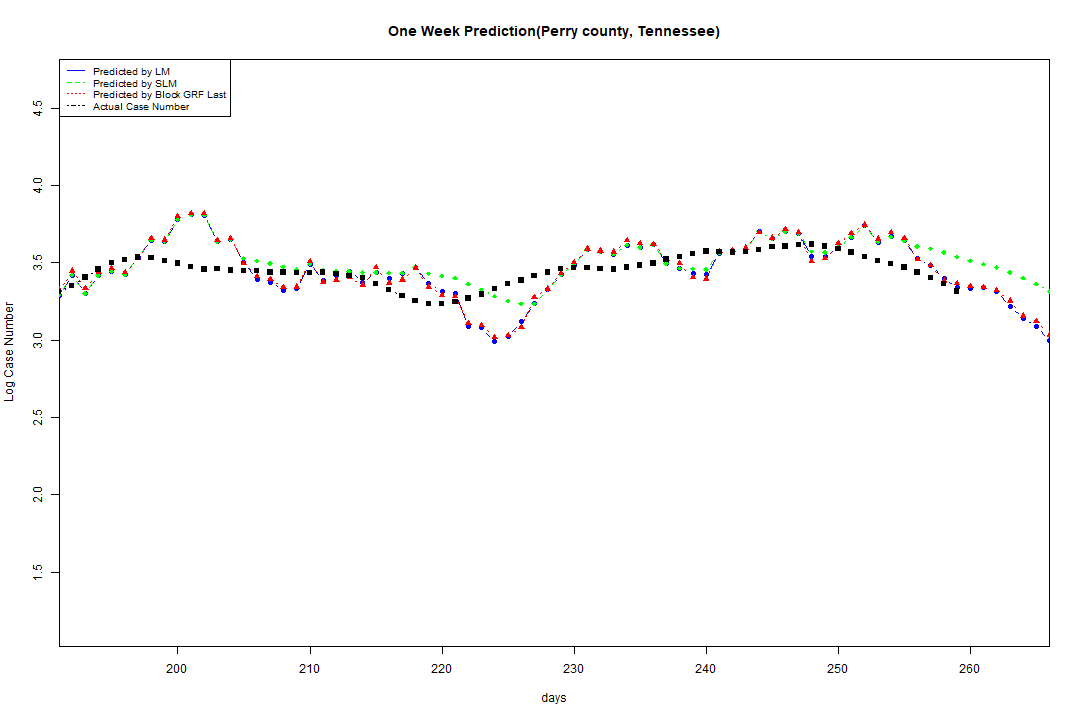 One Week Prediction(Perry county, Tennessee)
Predicted by LM
Predicted by SLM
Predicted by Block GRF Last
Actual Case Number
Log Case Number
4.5
4.0
3.5
3.0
2.5
2.0
1.5
200 210 220 230 240 250 260
days